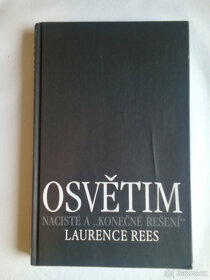 OSVĚTIM
NACISTÉ A „KONEČNÉ ŘEŠENÍ“
LAURENCE REES